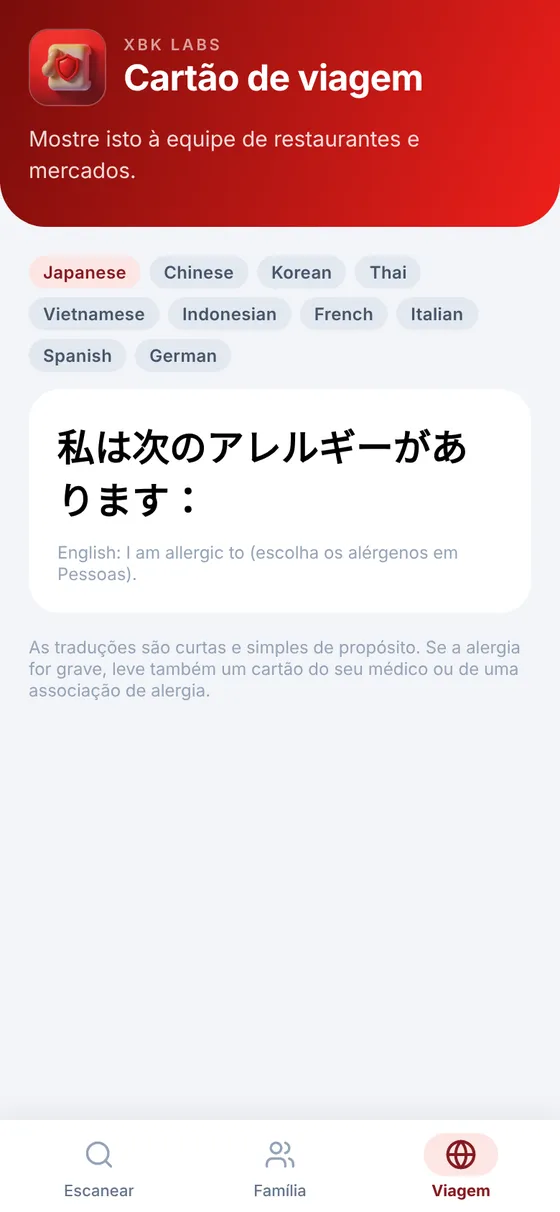 XBK LABS
Cartão de viagem
Mostre isto à equipe de restaurantes e
mercados.
Japanese
Chinese
Korean
Thai
Vietnamese
Indonesian
French
Italian
Spanish
German
私は次のアレルギーがあ
ります：
English: I am allergic to (escolha os alérgenos em
Pessoas).
As traduções são curtas e simples de propósito. Se a alergia
for grave, leve também um cartão do seu médico ou de uma
associação de alergia.
Escanear
Família
Viagem